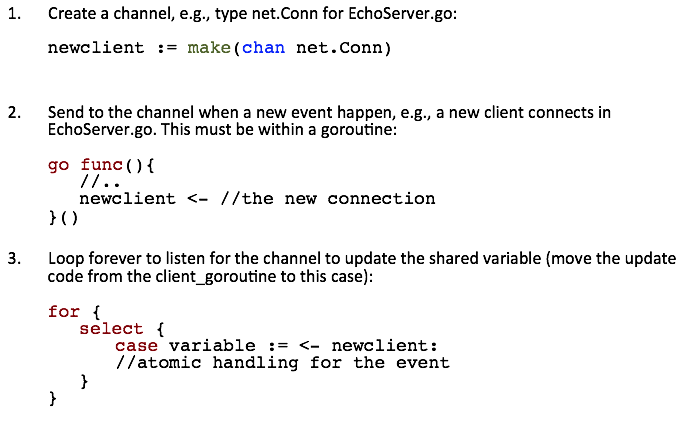 1. Create a channel, e.g., type net.Conn for EchoServer.go:
newclient := make(chan net.Conn)
2. Send to the channel when a new event happen, e.g., a new client connects in
EchoServer.go. This must be within a goroutine:
go func(){
//..
newclient <- //the new connection
}()
3. Loop forever to listen for the channel to update the shared variable (move the update
code from the client_goroutine to this case):
for {
select {
case variable := <- newclient:
//atomic handling for the event
}
}